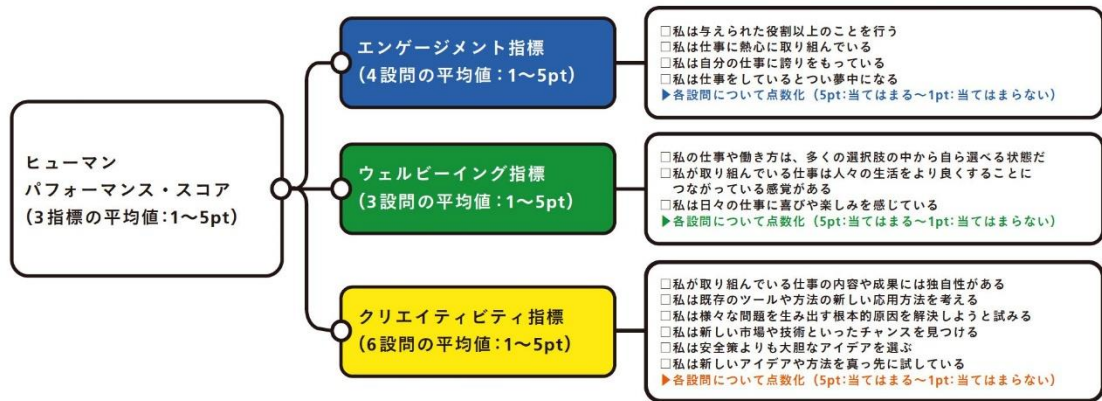 ヒューマン
パフォーマンス・スコア
(3指標の平均値:1〜5pt)
エンゲージメント指標
(4設問の平均値:1〜5pt)
□私は与えられた役割以上のことを行う
□私は仕事に熱心に取り組んでいる
□私は自分の仕事に誇りをもっている
□私は仕事をしているとつい夢中になる
▶各設問について点数化(5pt:当てはまる〜1pt:当てはまらない)
ウェルビーイング指標
(3設問の平均値:1〜5pt)
□私の仕事や働き方は、多くの選択肢の中から自ら選べる状態だ
□私が取り組んでいる仕事は人々の生活をより良くすることに
つながっている感覚がある
□私は日々の仕事に喜びや楽しみを感じている
▶各設問について点数化(5pt:当てはまる〜1pt:当てはまらない)
クリエイティビティ指標
(6設問の平均値:1〜5pt)
□私が取り組んでいる仕事の内容や成果には独自性がある
□私は既存のツールや方法の新しい応用方法を考える
□私は様々な問題を生み出す根本的原因を解決しようと試みる
□私は新しい市場や技術といったチャンスを見つける
□私は安全策よりも大胆なアイデアを選ぶ
□私は新しいアイデアや方法を真っ先に試している
▶各設問について点数化(5pt:当てはまる〜1pt:当てはまらない)